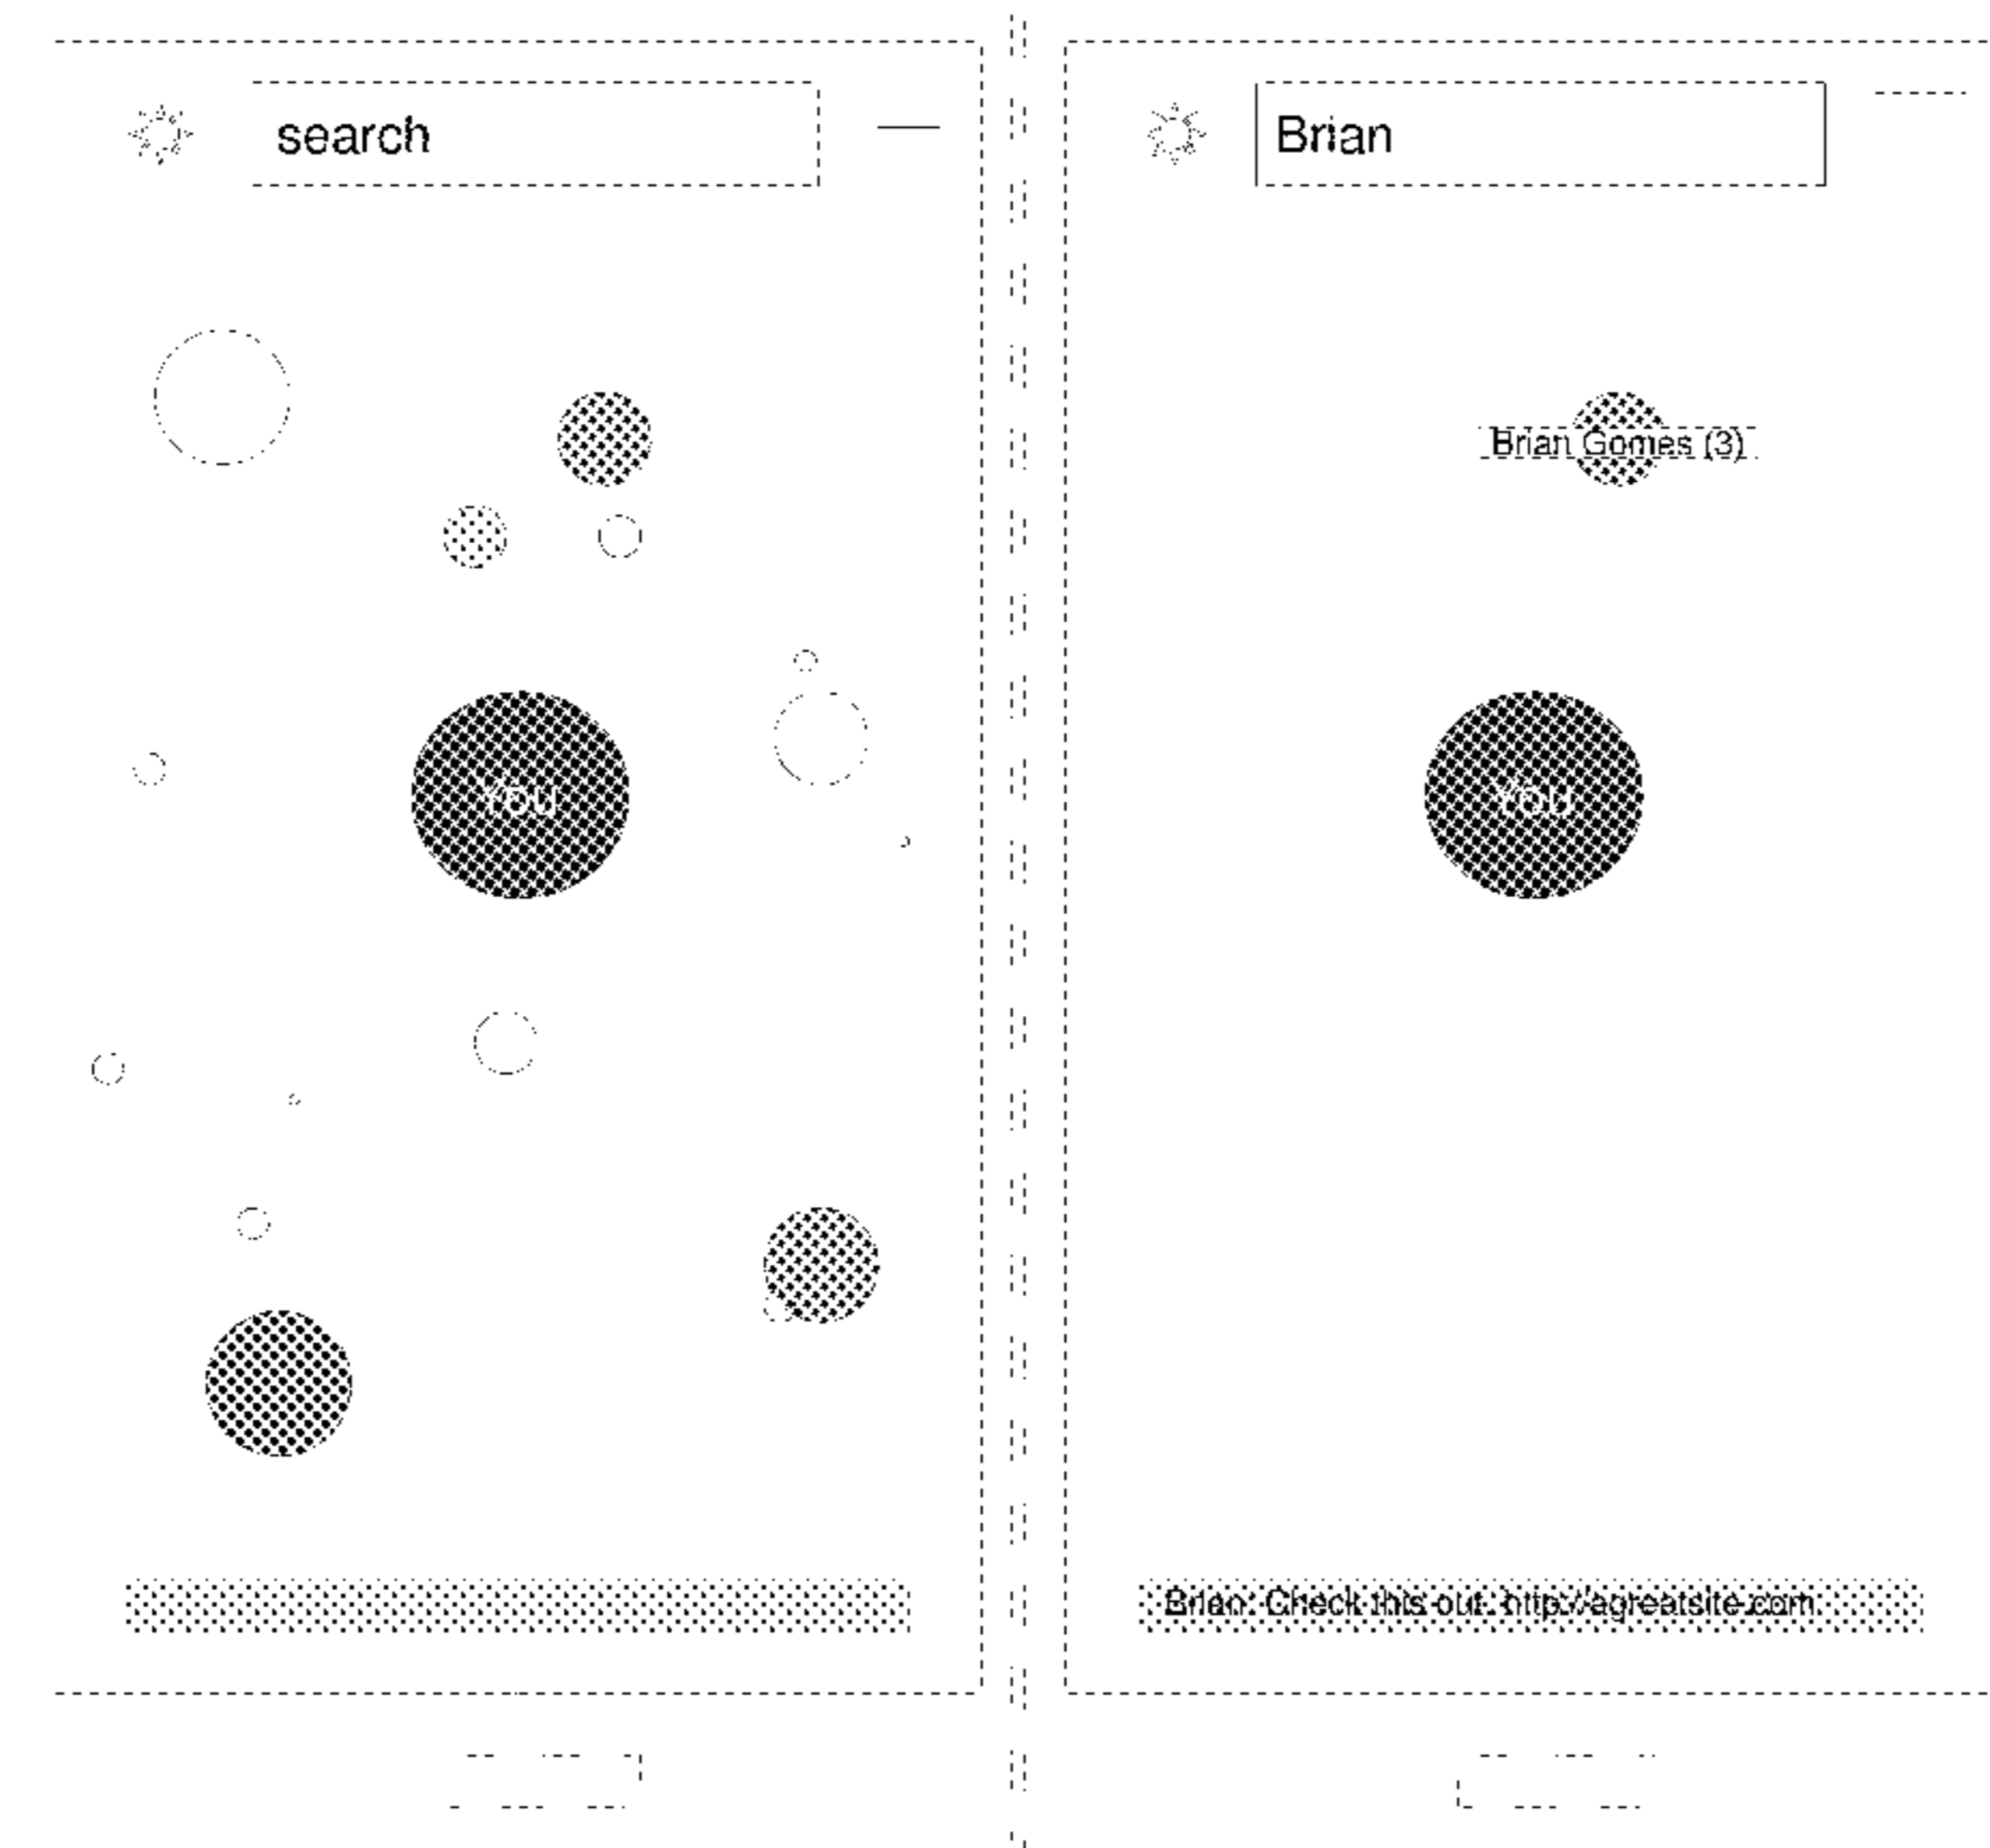 search
You
Brian
Brian Gomes (3)
You
Brian: Check this out. http://agreatsite.com